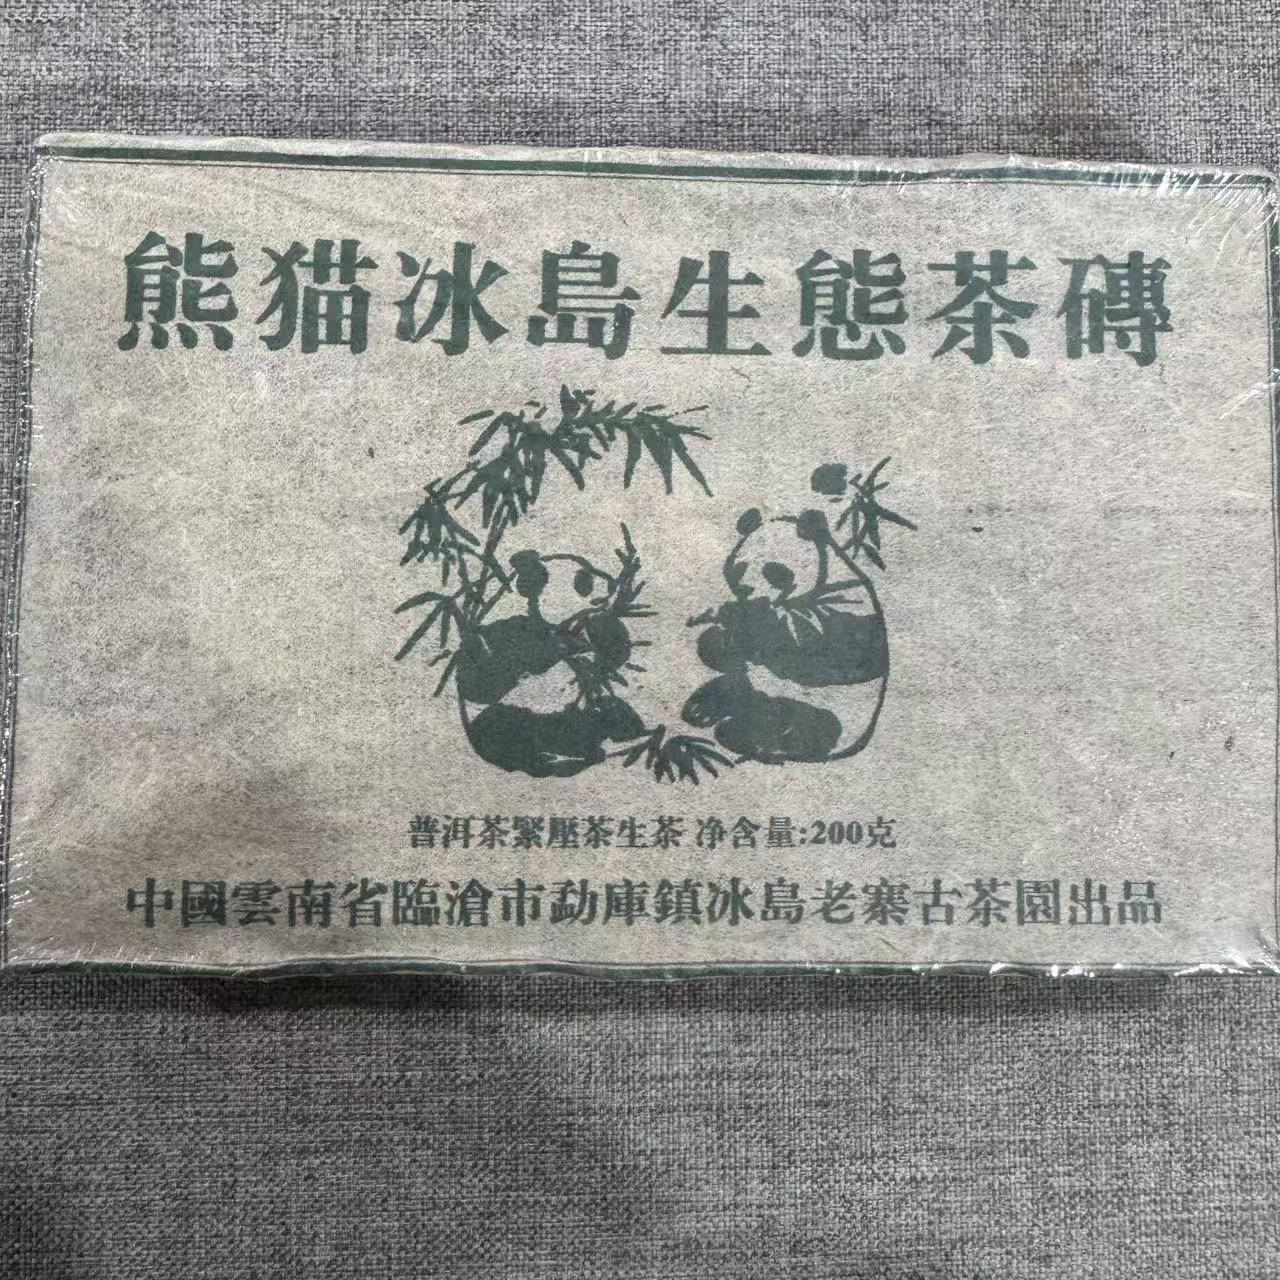 熊猫冰島生態茶磚
普洱茶緊壓茶生茶 净含量:200克
中國雲南省臨滄市勐庫鎮冰島老寨古茶園出品